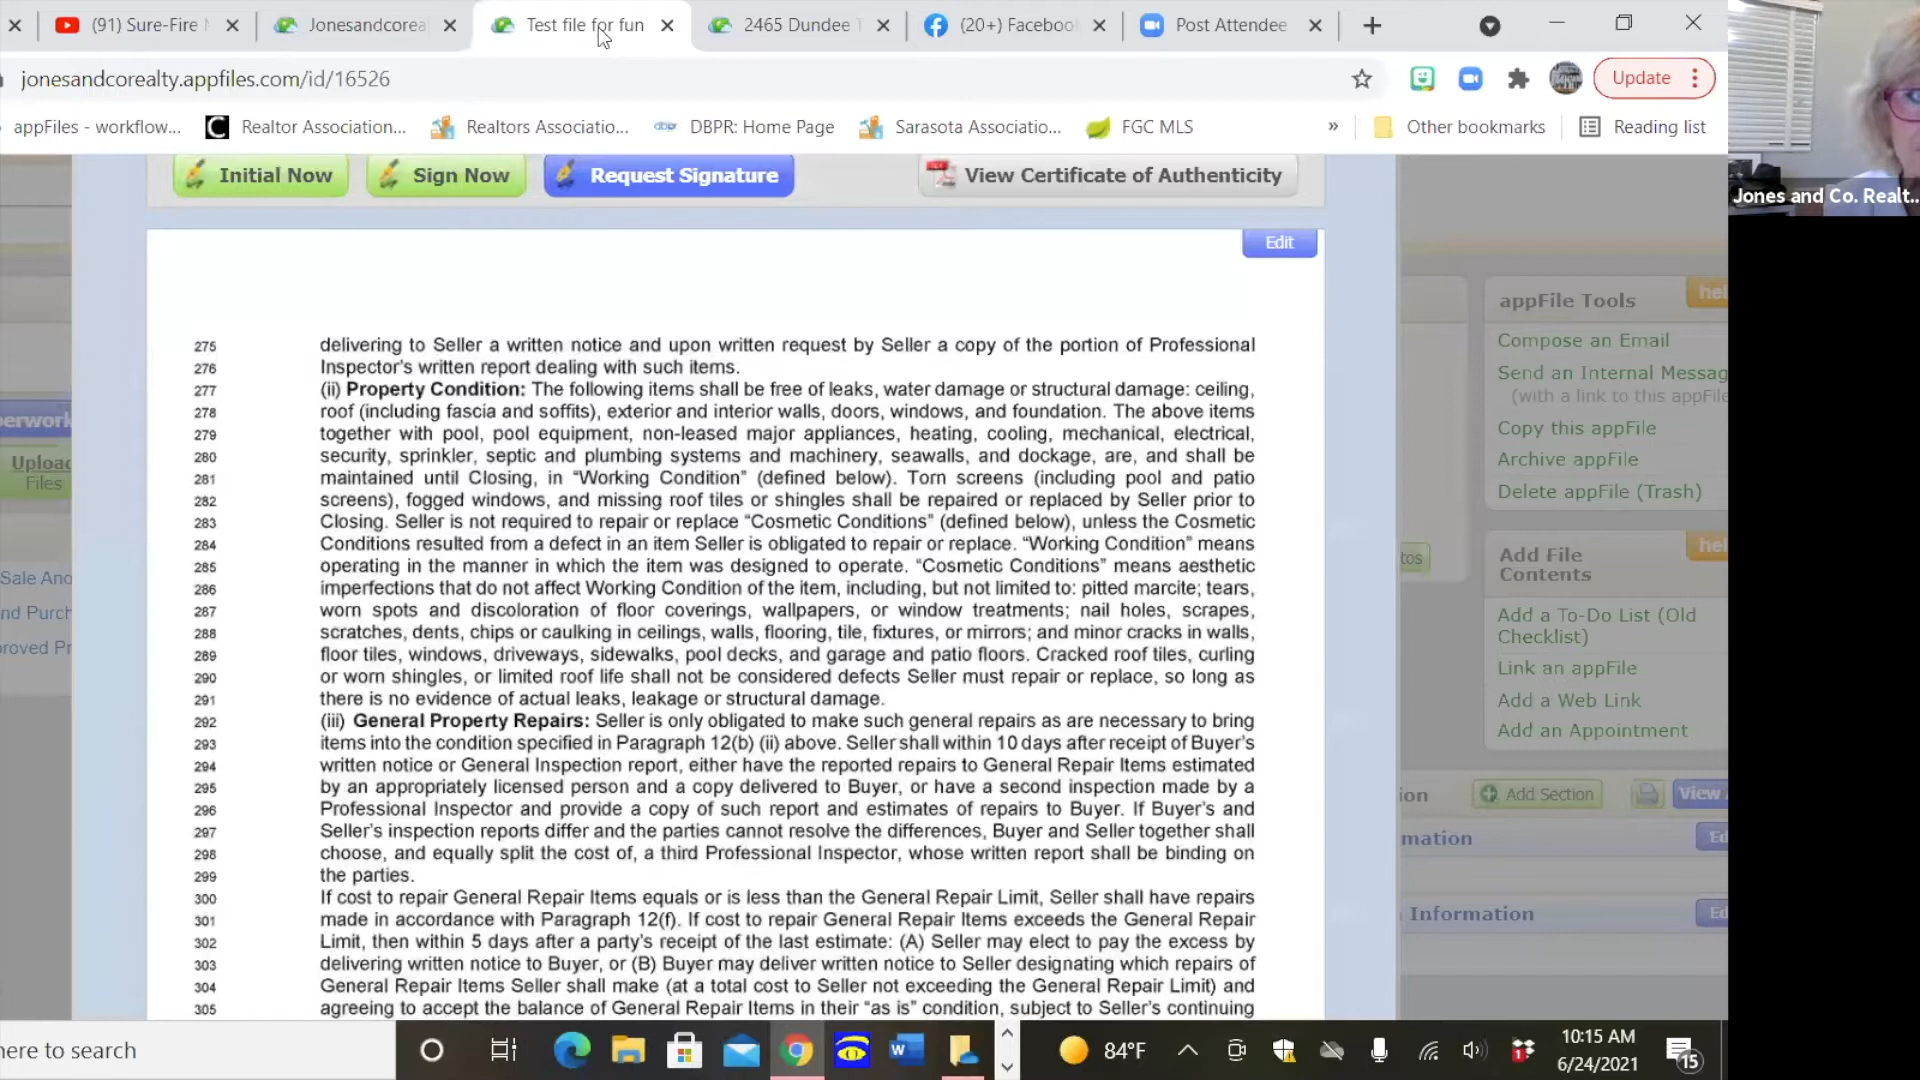 (91) Sure-Fire
Jonesandcorea
Test file for fun
2465 Dundee
(20+) Facebook
Post Attendee
jonesandcorealty.appfiles.com/id/16526
Update
appFiles - workflow...
Realtor Association...
Realtors Associatio...
DBPR: Home Page
Sarasota Associatio...
FGC MLS
»
Other bookmarks
Reading list
Initial Now
Sign Now
Request Signature
View Certificate of Authenticity
Jones and Co. Realt...
Edit
275 delivering to Seller a written notice and upon written request by Seller a copy of the portion of Professional
276 Inspector's written report dealing with such items.
277 (ii) Property Condition: The following items shall be free of leaks, water damage or structural damage: ceiling,
278 roof (including fascia and soffits), exterior and interior walls, doors, windows, and foundation. The above items
279 together with pool, pool equipment, non-leased major appliances, heating, cooling, mechanical, electrical,
280 security, sprinkler, septic and plumbing systems and machinery, seawalls, and dockage, are, and shall be
281 maintained until Closing, in “Working Condition” (defined below). Torn screens (including pool and patio
282 screens), fogged windows, and missing roof tiles or shingles shall be repaired or replaced by Seller prior to
283 Closing. Seller is not required to repair or replace “Cosmetic Conditions” (defined below), unless the Cosmetic
284 Conditions resulted from a defect in an item Seller is obligated to repair or replace. “Working Condition” means
285 operating in the manner in which the item was designed to operate. “Cosmetic Conditions” means aesthetic
286 imperfections that do not affect Working Condition of the item, including, but not limited to: pitted marcite; tears,
287 worn spots and discoloration of floor coverings, wallpapers, or window treatments; nail holes, scrapes,
288 scratches, dents, chips or caulking in ceilings, walls, flooring, tile, fixtures, or mirrors; and minor cracks in walls,
289 floor tiles, windows, driveways, sidewalks, pool decks, and garage and patio floors. Cracked roof tiles, curling
290 or worn shingles, or limited roof life shall not be considered defects Seller must repair or replace, so long as
291 there is no evidence of actual leaks, leakage or structural damage.
292 (iii) General Property Repairs: Seller is only obligated to make such general repairs as are necessary to bring
293 items into the condition specified in Paragraph 12(b) (ii) above. Seller shall within 10 days after receipt of Buyer's
294 written notice or General Inspection report, either have the reported repairs to General Repair Items estimated
295 by an appropriately licensed person and a copy delivered to Buyer, or have a second inspection made by a
296 Professional Inspector and provide a copy of such report and estimates of repairs to Buyer. If Buyer's and
297 Seller's inspection reports differ and the parties cannot resolve the differences, Buyer and Seller together shall
298 choose, and equally split the cost of, a third Professional Inspector, whose written report shall be binding on
299 the parties.
300 If cost to repair General Repair Items equals or is less than the General Repair Limit, Seller shall have repairs
301 made in accordance with Paragraph 12(f). If cost to repair General Repair Items exceeds the General Repair
302 Limit, then within 5 days after a party's receipt of the last estimate: (A) Seller may elect to pay the excess by
303 delivering written notice to Buyer, or (B) Buyer may deliver written notice to Seller designating which repairs of
304 General Repair Items Seller shall make (at a total cost to Seller not exceeding the General Repair Limit) and
305 agreeing to accept the balance of General Repair Items in their “as is” condition, subject to Seller's continuing
erwork
Upload
Files
Sale And
nd Purch
roved Pr
appFile Tools
hel
Compose an Email
Send an Internal Messag
(with a link to this appFile
Copy this appFile
Archive appFile
Delete appFile (Trash)
tos
Add File
Contents
hel
Add a To-Do List (Old
Checklist)
Link an appFile
Add a Web Link
Add an Appointment
ion
Add Section
View
mation
Ed
Information
Ed
here to search
84°F
1
10:15 AM
6/24/2021
15